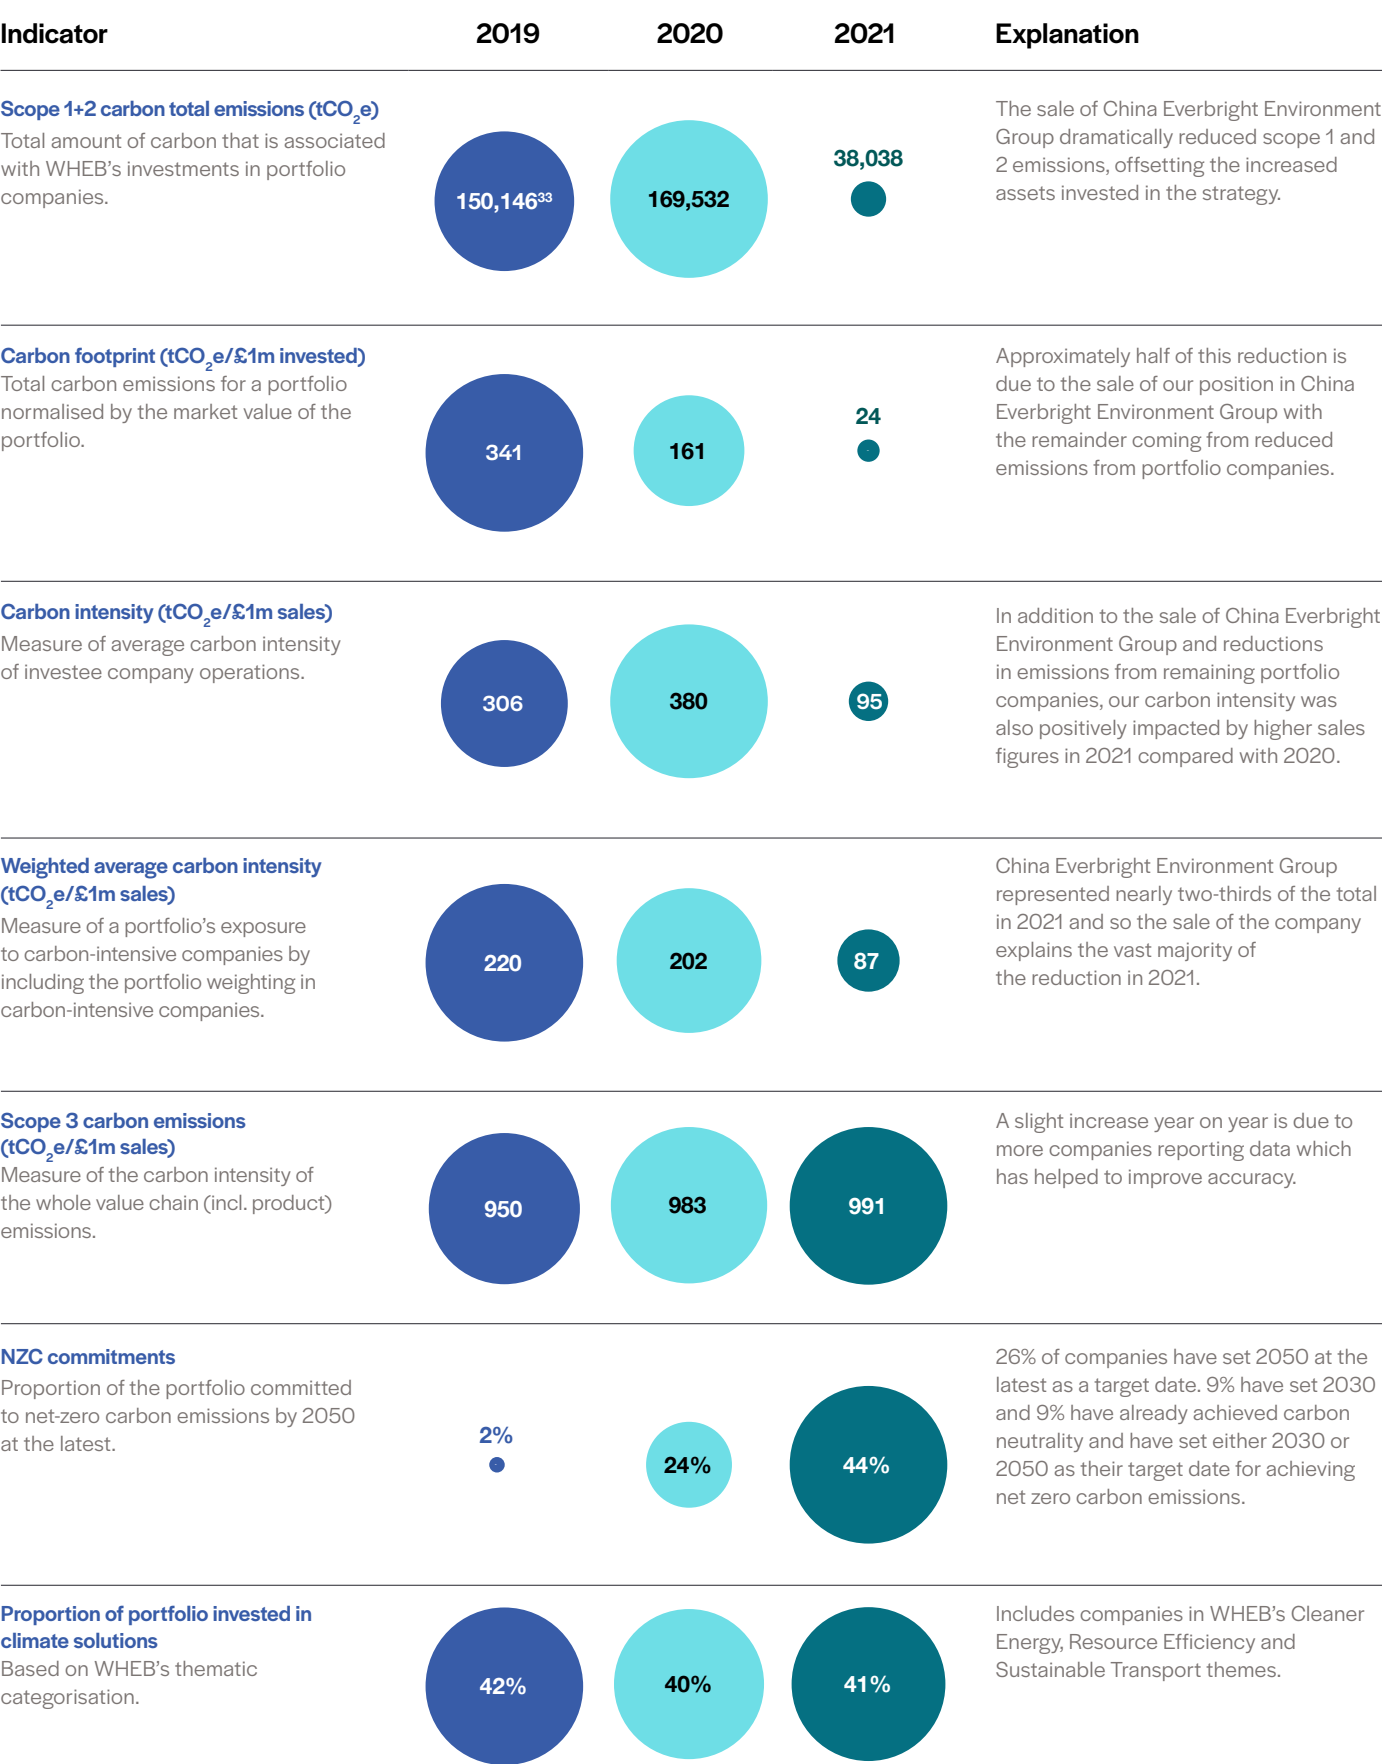 Indicator 2019 2020 2021 Explanation
Scope 1+2 carbon total emissions (tCO2e)
Total amount of carbon that is associated
with WHEB’s investments in portfolio
companies.
150,146³³
169,532
38,038
The sale of China Everbright Environment
Group dramatically reduced scope 1 and
2 emissions, offsetting the increased
assets invested in the strategy.
Carbon footprint (tCO2e/£1m invested)
Total carbon emissions for a portfolio
normalised by the market value of the
portfolio.
341
161
24
Approximately half of this reduction is
due to the sale of our position in China
Everbright Environment Group with
the remainder coming from reduced
emissions from portfolio companies.
Carbon intensity (tCO2e/£1m sales)
Measure of average carbon intensity
of investee company operations.
306
380
95
In addition to the sale of China Everbright
Environment Group and reductions
in emissions from remaining portfolio
companies, our carbon intensity was
also positively impacted by higher sales
figures in 2021 compared with 2020.
Weighted average carbon intensity
(tCO2e/£1m sales)
Measure of a portfolio’s exposure
to carbon-intensive companies by
including the portfolio weighting in
carbon-intensive companies.
220
202
87
China Everbright Environment Group
represented nearly two-thirds of the total
in 2021 and so the sale of the company
explains the vast majority of
the reduction in 2021.
Scope 3 carbon emissions
(tCO2e/£1m sales)
Measure of the carbon intensity of
the whole value chain (incl. product)
emissions.
950
983
991
A slight increase year on year is due to
more companies reporting data which
has helped to improve accuracy.
NZC commitments
Proportion of the portfolio committed
to net-zero carbon emissions by 2050
at the latest.
2%
24%
44%
26% of companies have set 2050 at the
latest as a target date. 9% have set 2030
and 9% have already achieved carbon
neutrality and have set either 2030 or
2050 as their target date for achieving
net zero carbon emissions.
Proportion of portfolio invested in
climate solutions
Based on WHEB’s thematic
categorisation.
42%
40%
41%
Includes companies in WHEB’s Cleaner
Energy, Resource Efficiency and
Sustainable Transport themes.